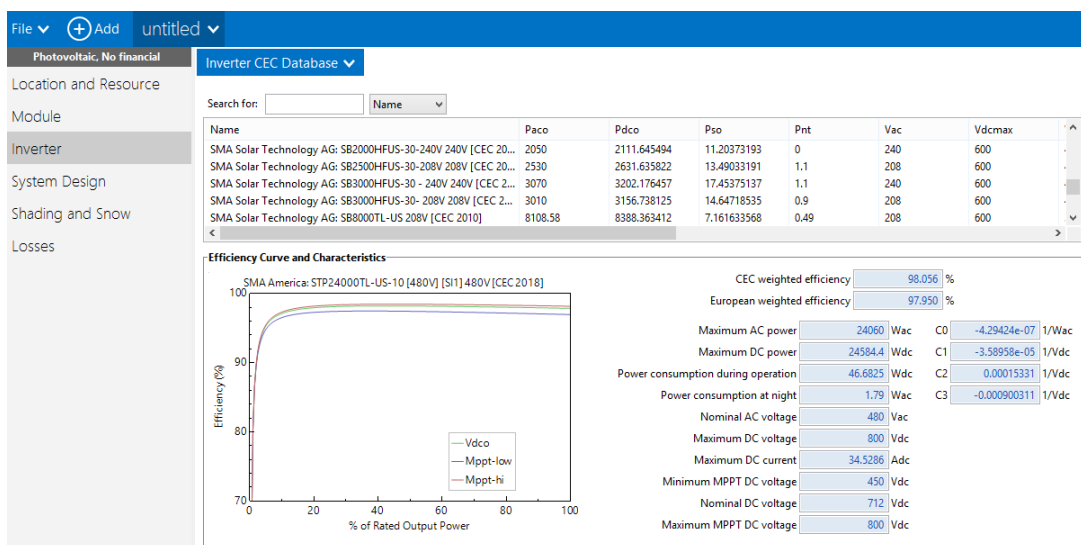 File Add untitled
Photovoltaic, No financial
Location and Resource
Module
Inverter
System Design
Shading and Snow
Losses
Inverter CEC Database
Search for: Name
Name Paco Pdco Pso Pnt Vac Vdcmax
SMA Solar Technology AG: SB2000HFUS-30-240V 240V [CEC 20... 2050 2111.645494 11.20373193 0 240 600
SMA Solar Technology AG: SB2500HFUS-30-208V 208V [CEC 20... 2530 2631.635822 13.49033191 1.1 208 600
SMA Solar Technology AG: SB3000HFUS-30 - 240V 240V [CEC 2... 3070 3202.176457 17.45375137 1.1 240 600
SMA Solar Technology AG: SB3000HFUS-30- 208V 208V [CEC 2... 3010 3156.738125 14.64718535 0.9 208 600
SMA Solar Technology AG: SB8000TL-US 208V [CEC 2010] 8108.58 8388.363412 7.161633568 0.49 208 600
Efficiency Curve and Characteristics
SMA America: STP24000TL-US-10 [480V] [SI1] 480V [CEC 2018]
100
90
80
70
Efficiency (%)
Vdco
Mppt-low
Mppt-hi
0 20 40 60 80 100
% of Rated Output Power
CEC weighted efficiency 98.056 %
European weighted efficiency 97.950 %
Maximum AC power 24060 Wac C0 -4.29424e-07 1/Wac
Maximum DC power 24584.4 Wdc C1 -3.58958e-05 1/Vdc
Power consumption during operation 46.6825 Wdc C2 0.00015331 1/Vdc
Power consumption at night 1.79 Wac C3 -0.000900311 1/Vdc
Nominal AC voltage 480 Vac
Maximum DC voltage 800 Vdc
Maximum DC current 34.5286 Adc
Minimum MPPT DC voltage 450 Vdc
Nominal DC voltage 712 Vdc
Maximum MPPT DC voltage 800 Vdc